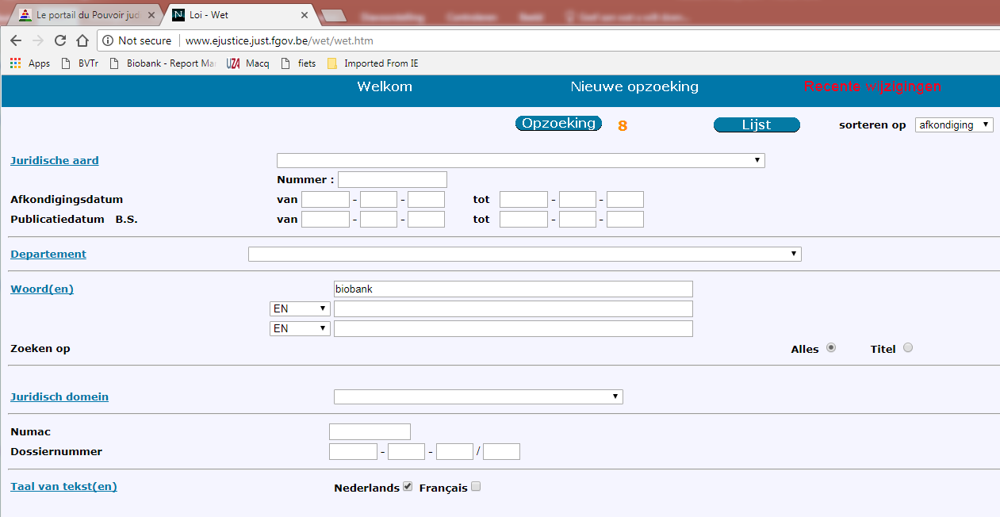 Le portail du Pouvoir jud
Loi - Wet
Not secure www.ejustice.just.fgov.be/wet/wet.htm
Apps BVTr Biobank - Report Mar UZA Macq fiets Imported From IE
Welkom Nieuwe opzoeking Recente w jzigingen
Opzoeking 8 Lijst sorteren op afkondiging
Juridische aard
Nummer :
Afkondigingsdatum van - - tot - -
Publicatiedatum B.S. van - - tot - -
Departement
Woord(en) biobank
EN
EN
Zoeken op Alles Titel
Juridisch domein
Numac
Dossiernummer - - /
Taal van tekst(en) Nederlands Français